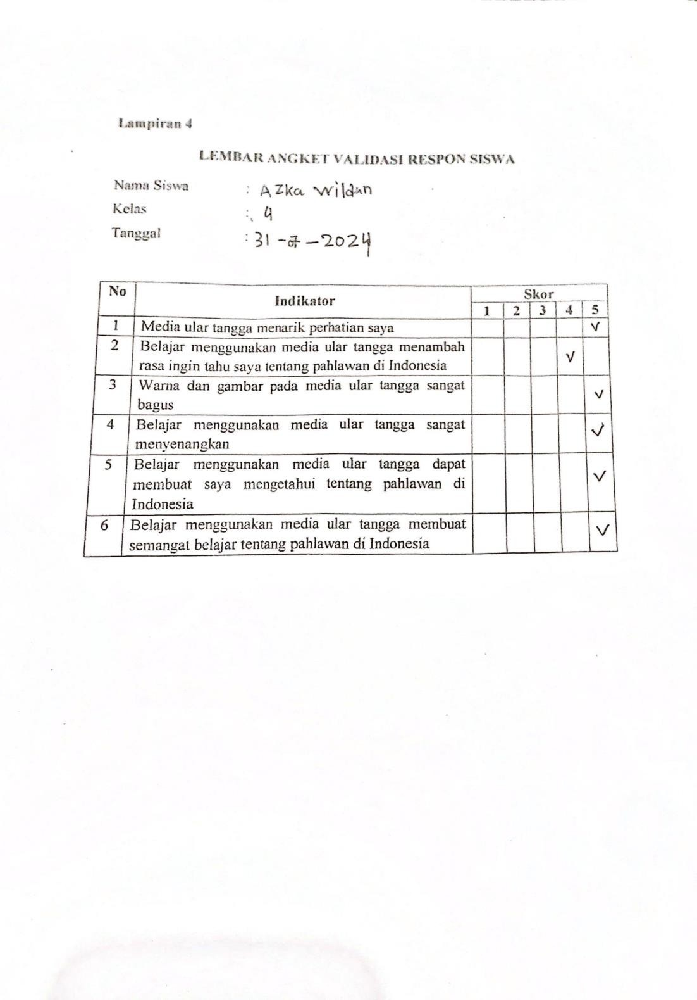 Lampiran 4
LEMBAR ANGKET VALIDASI RESPON SISWA
Nama Siswa : Azka Wildan
Kelas : 4
Tanggal : 31-07-2024
No Indikator Skor
1 2 3 4 5
1 Media ular tangga menarik perhatian saya √
2 Belajar menggunakan media ular tangga menambah
rasa ingin tahu saya tentang pahlawan di Indonesia √
3 Warna dan gambar pada media ular tangga sangat
bagus √
4 Belajar menggunakan media ular tangga sangat
menyenangkan √
5 Belajar menggunakan media ular tangga dapat
membuat saya mengetahui tentang pahlawan di √
Indonesia
6 Belajar menggunakan media ular tangga membuat √
semangat belajar tentang pahlawan di Indonesia